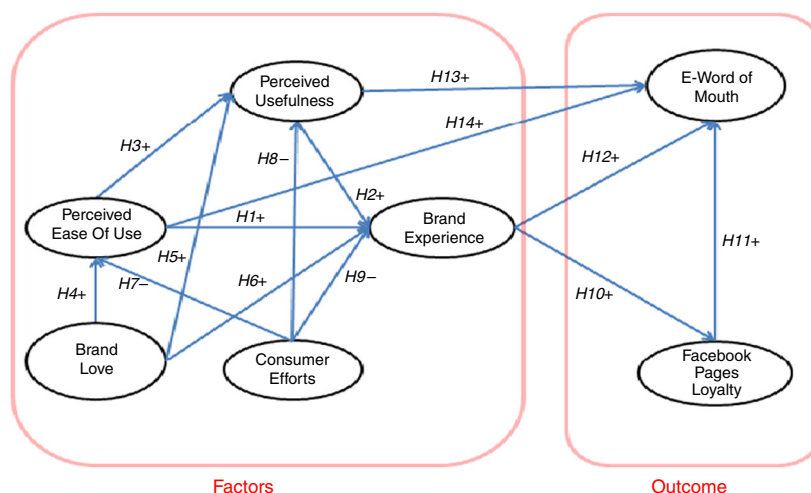 Perceived
Usefulness
H13+
E-Word of
Mouth
H14+
H3+
H8–
H12+
H2+
Perceived
Ease Of Use
H1+
Brand
Experience
H5+
H11+
H4+
H7–
H6+
H9–
H10+
Brand
Love
Consumer
Efforts
Facebook
Pages
Loyalty
Factors
Outcome